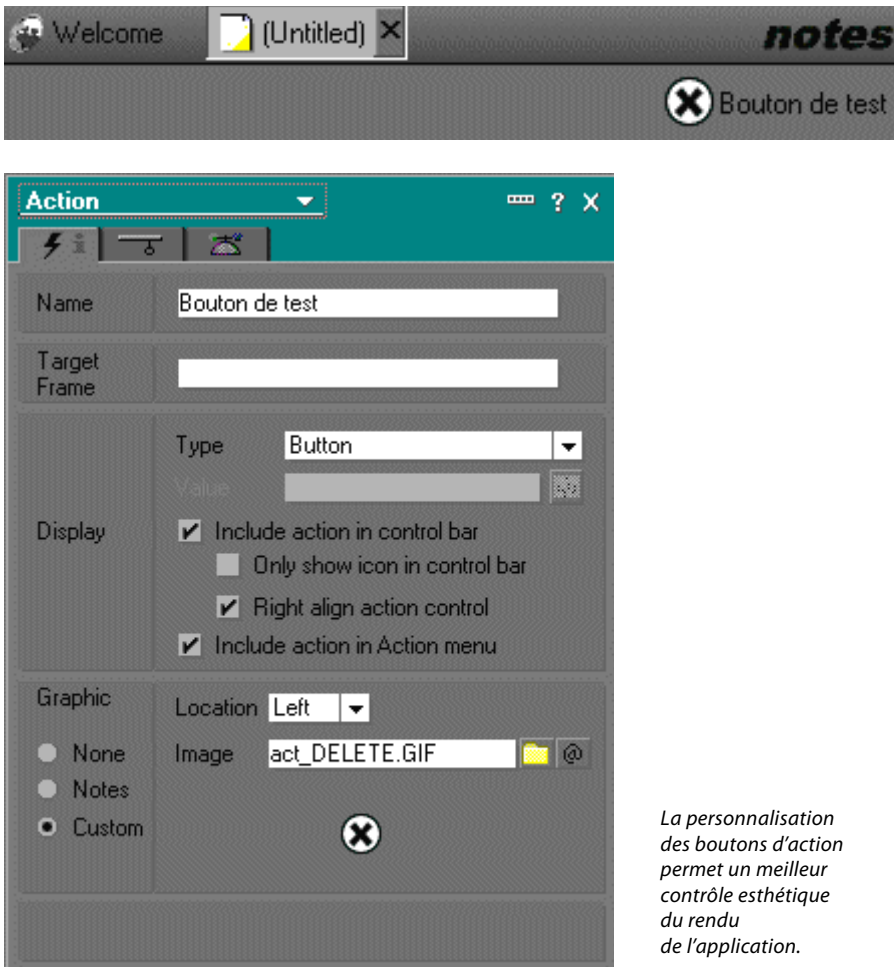 Welcome
(Untitled)
notes
Bouton de test
Action
?
i
Name
Bouton de test
Target
Frame
Type
Button
Value
Display
Include action in control bar
Only show icon in control bar
Right align action control
Include action in Action menu
Graphic
Location
Left
None
Image
act_DELETE.GIF
@
Notes
Custom
La personnalisation
des boutons d’action
permet un meilleur
contrôle esthétique
du rendu
de l’application.